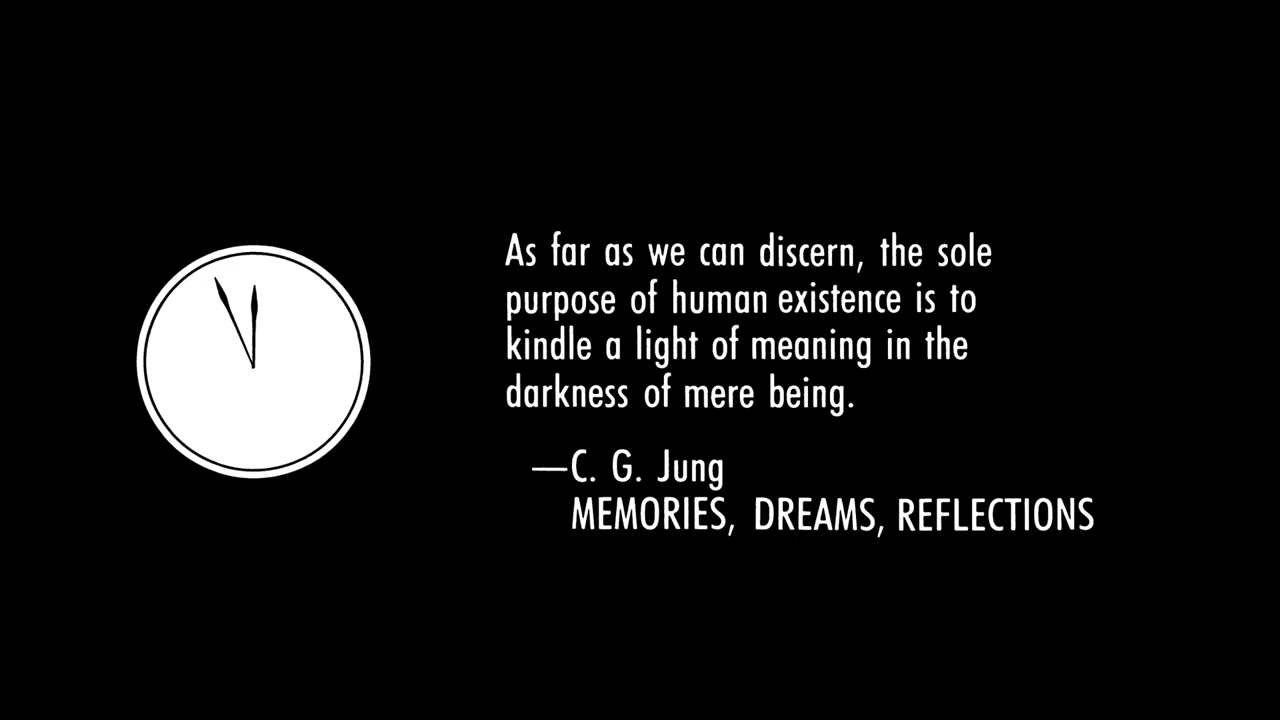 As far as we can discern, the sole
purpose of human existence is to
kindle a light of meaning in the
darkness of mere being.
—C. G. Jung
MEMORIES, DREAMS, REFLECTIONS